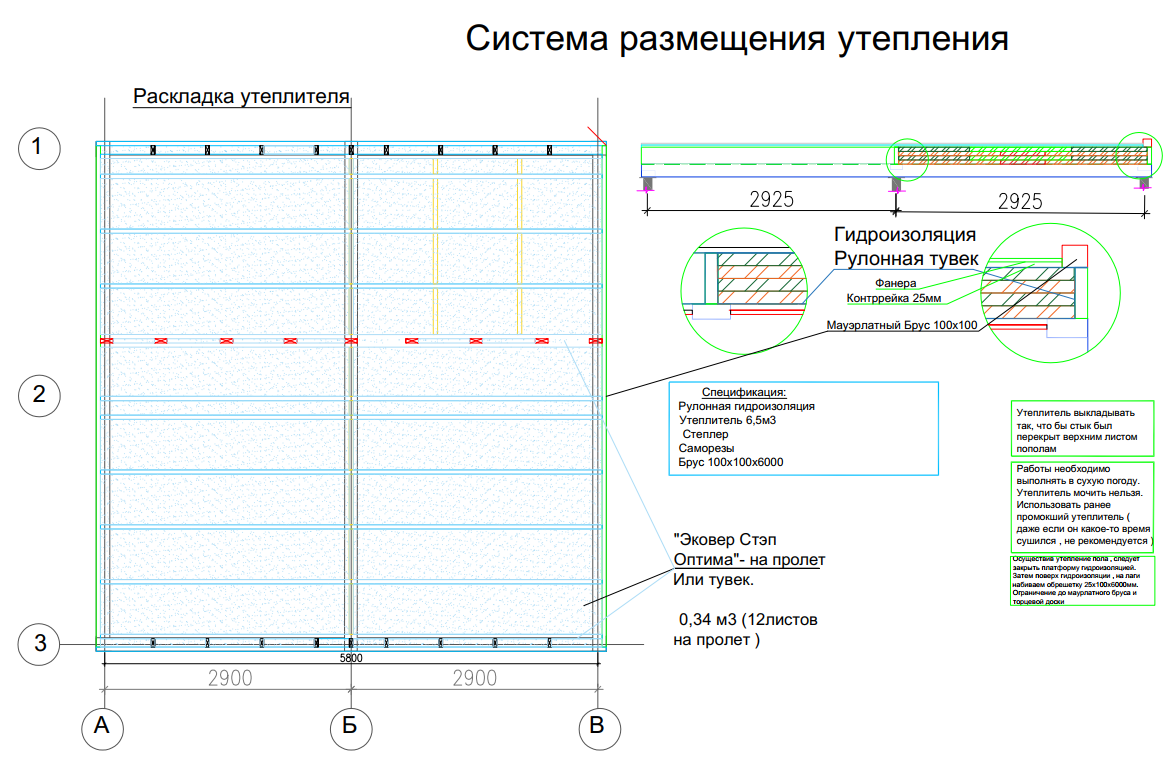 Система размещения утепления
Раскладка утеплителя
1
2
3
5800
2900
2900
А
Б
В
2925
2925
Гидроизоляция
Рулонная тувек
Фанера
Контррейка 25мм
Мауэрлатный Брус 100х100
Спецификация:
Рулонная гидроизоляция
Утеплитель 6,5м3
Степлер
Саморезы
Брус 100х100х6000
"Эковер Стэп
Оптима"- на пролет
Или тувек.
0,34 м3 (12листов
на пролет )
Утеплитель выкладывать
так, что бы стык был
перекрыт верхним листом
пополам
Работы необходимо
выполнять в сухую погоду.
Утеплитель мочить нельзя.
Использовать ранее
промокший утеплитель (
даже если он какое-то время
сушился , не рекомендуется )
Осуществив утепление пола , следует
закрыть платформу гидроизоляцией.
Затем поверх гидроизоляции , на лаги
набиваем обрешетку 25х100х6000мм.
Ограничение до маурлатного бруса и
торцевой доски